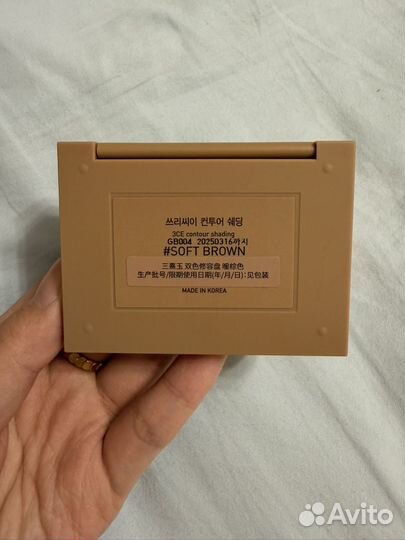 쓰리씨이 컨투어 쉐딩
3CE contour shading
GB004 20250316까지
#SOFT BROWN
三熹玉 双色修容盘 暖棕色
生产批号/限期使用日期(年/月/日):见包装
MADE IN KOREA
Avito